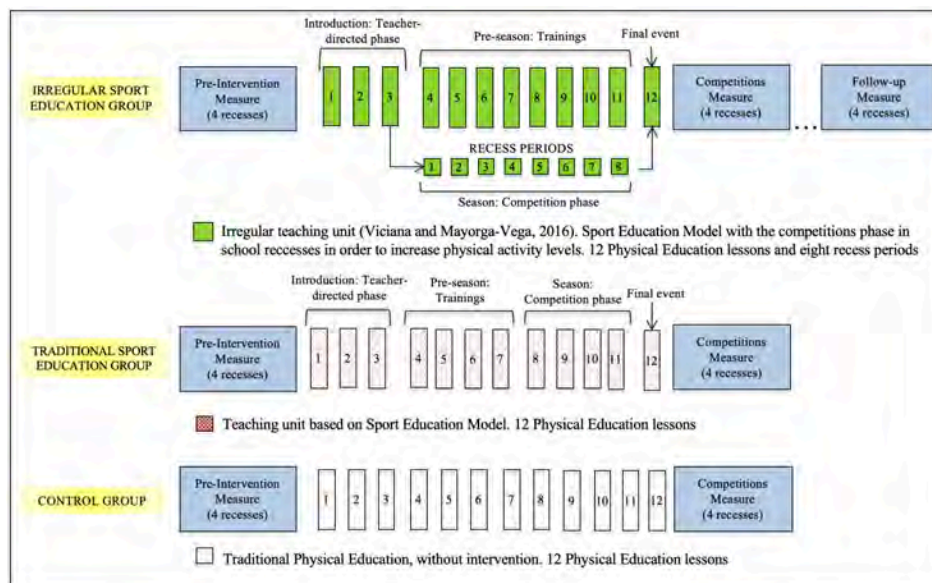 Introduction: Teacher-
directed phase
Pre-season: Trainings
Final event
IRREGULAR SPORT
EDUCATION GROUP
Pre-Intervention
Measure
(4 recesses)
1 2 3 4 5 6 7 8 9 10 11 12
Competitions
Measure
(4 recesses)
...
Follow-up
Measure
(4 recesses)
RECESS PERIODS
1 2 3 4 5 6 7 8
Season: Competition phase
Irregular teaching unit (Viciana and Mayorga-Vega, 2016). Sport Education Model with the competitions phase in
school reccesses in order to increase physical activity levels. 12 Physical Education lessons and eight recess periods
Introduction: Teacher-
directed phase
Pre-season:
Trainings
Season:
Competition phase
Final event
TRADITIONAL SPORT
EDUCATION GROUP
Pre-Intervention
Measure
(4 recesses)
1 2 3 4 5 6 7 8 9 10 11 12
Competitions
Measure
(4 recesses)
Teaching unit based on Sport Education Model. 12 Physical Education lessons
CONTROL GROUP
Pre-Intervention
Measure
(4 recesses)
1 2 3 4 5 6 7 8 9 10 11 12
Competitions
Measure
(4 recesses)
Traditional Physical Education, without intervention. 12 Physical Education lessons